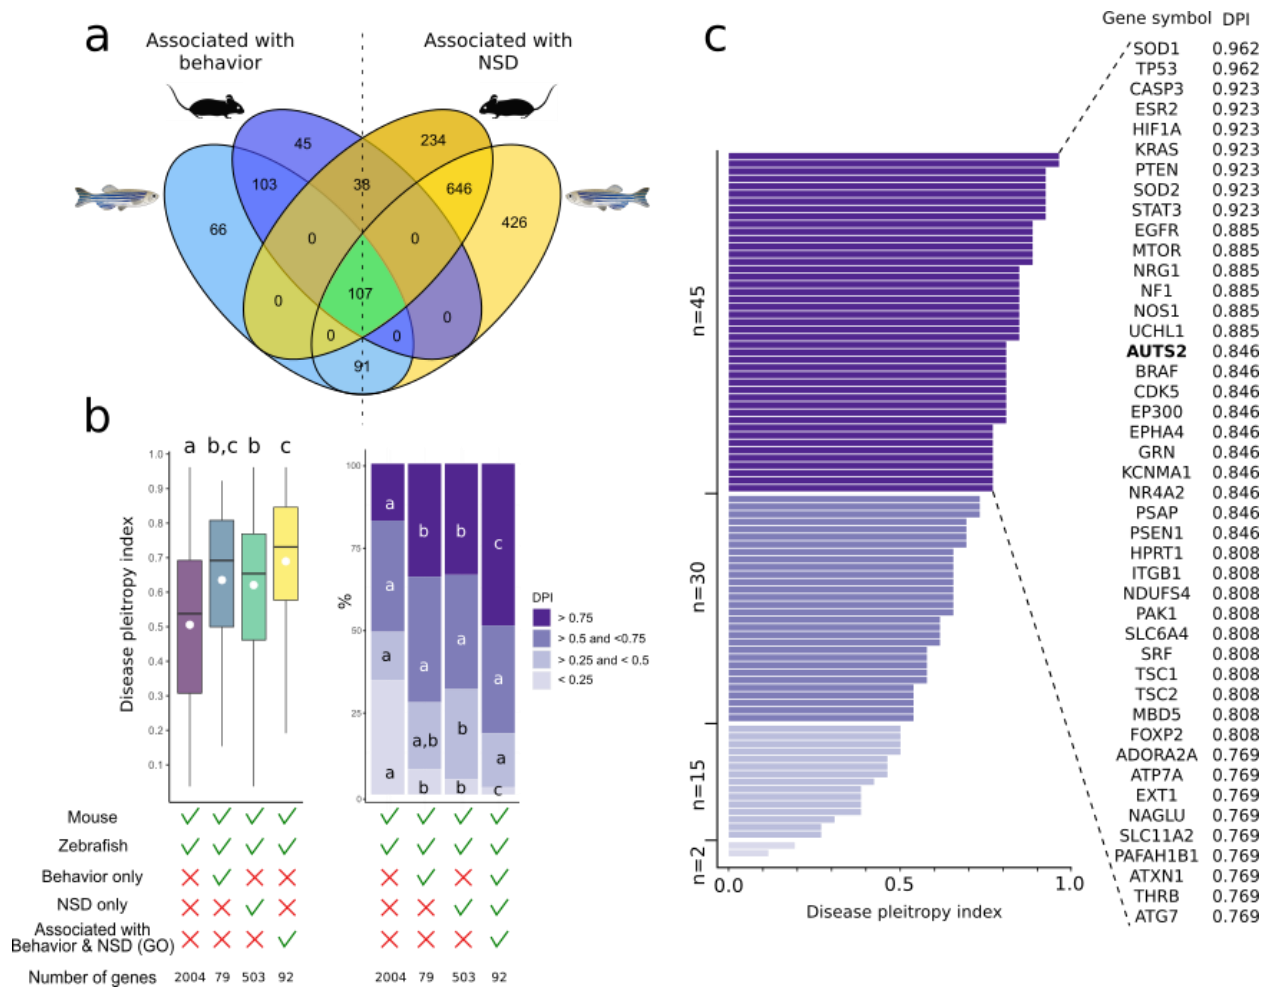 a
Associated with
behavior
Associated with
NSD
45
234
103
38
646
66
426
0
0
107
0
0
0
0
91
b
a b,c b c
Disease pleitropy index
1.0
0.9
0.8
0.7
0.6
0.5
0.4
0.3
0.2
0.1
%
100
75
50
25
0
a b b c
a a a a
a a,b b a
a b b c
DPI
> 0.75
> 0.5 and <0.75
> 0.25 and < 0.5
< 0.25
Mouse
Zebrafish
Behavior only
NSD only
Associated with
Behavior & NSD (GO)
Number of genes 2004 79 503 92 2004 79 503 92
c
n=45
n=30
n=15
n=2
0.0 0.5 1.0
Disease pleitropy index
Gene symbol DPI
SOD1 0.962
TP53 0.962
CASP3 0.923
ESR2 0.923
HIF1A 0.923
KRAS 0.923
PTEN 0.923
SOD2 0.923
STAT3 0.923
EGFR 0.885
MTOR 0.885
NRG1 0.885
NF1 0.885
NOS1 0.885
UCHL1 0.885
AUTS2 0.846
BRAF 0.846
CDK5 0.846
EP300 0.846
EPHA4 0.846
GRN 0.846
KCNMA1 0.846
NR4A2 0.846
PSAP 0.846
PSEN1 0.846
HPRT1 0.808
ITGB1 0.808
NDUFS4 0.808
PAK1 0.808
SLC6A4 0.808
SRF 0.808
TSC1 0.808
TSC2 0.808
MBD5 0.808
FOXP2 0.808
ADORA2A 0.769
ATP7A 0.769
EXT1 0.769
NAGLU 0.769
SLC11A2 0.769
PAFAH1B1 0.769
ATXN1 0.769
THRB 0.769
ATG7 0.769